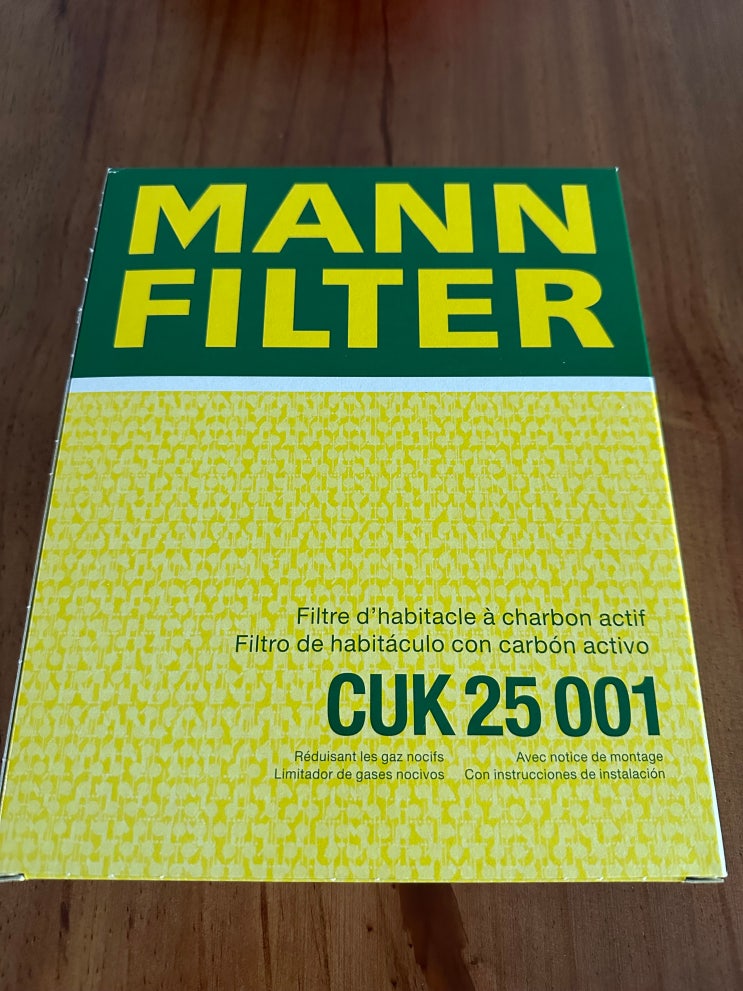 MANN
FILTER
Filtre d'habitacle à charbon actif
Filtro de habitáculo con carbón activo
CUK 25 001
Réduisant les gaz nocifs
Limitador de gases nocivos
Avec notice de montage
Con instrucciones de instalación